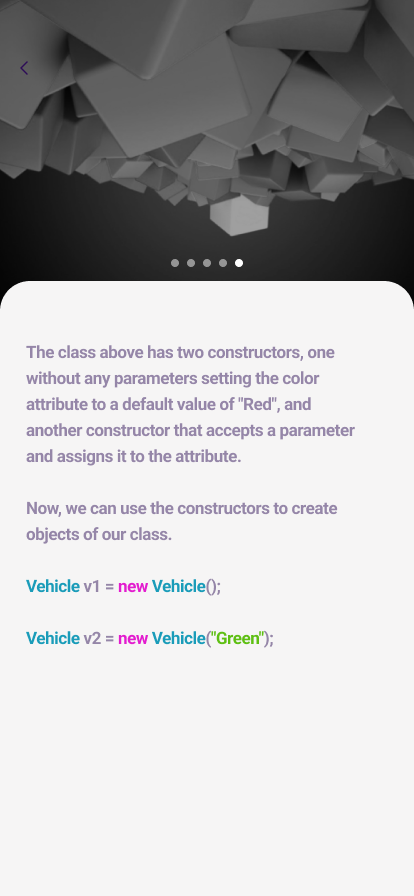 The class above has two constructors, one
without any parameters setting the color
attribute to a default value of "Red", and
another constructor that accepts a parameter
and assigns it to the attribute.
Now, we can use the constructors to create
objects of our class.
Vehicle v1 = new Vehicle();
Vehicle v2 = new Vehicle("Green");